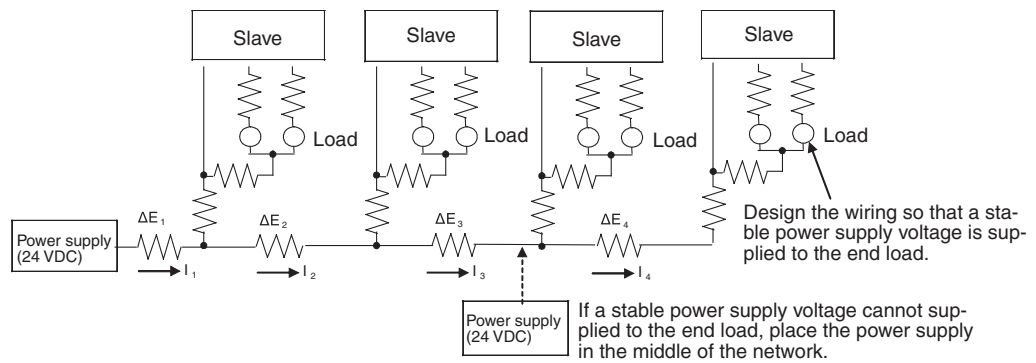 Slave
Slave
Slave
Slave
Load
Load
Load
Load
ΔE1
ΔE2
ΔE3
ΔE4
Power supply
(24 VDC)
I1
I2
I3
I4
Design the wiring so that a sta-
ble power supply voltage is sup-
plied to the end load.
Power supply
(24 VDC)
If a stable power supply voltage cannot sup-
plied to the end load, place the power supply
in the middle of the network.